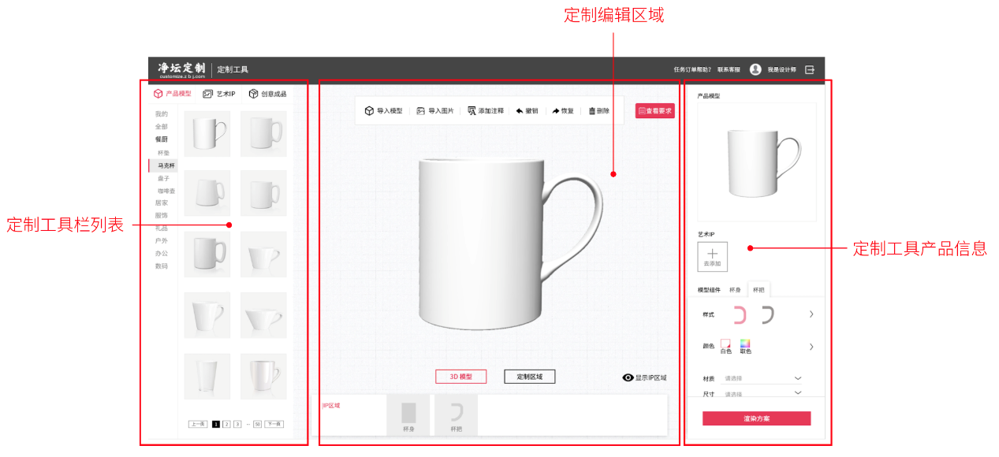 定制编辑区域
净坛定制
customize.z b j.com
定制工具
任务订单帮助? 联系客服 我是设计师
产品模型 艺术IP 创意成品
我的
全部
餐厨
杯垫
马克杯
盘子
咖啡壶
居家
服饰
礼品
户外
办公
数码
上一页 1 2 3 ··· 50 下一页
定制工具栏列表
导入模型 导入图片 添加注释 撤销 恢复 删除
查看要求
3D 模型 定制区域
显示IP区域
IP区域
杯身 杯把
产品模型
艺术IP
去添加
定制工具产品信息
模型组件 杯身 杯把
样式
颜色 白色 取色
材质 请选择
尺寸 请选择
渲染方案